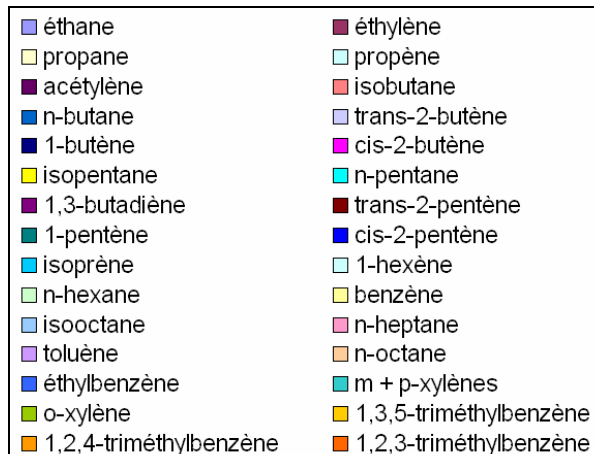 éthane éthylène
propane propène
acétylène isobutane
n-butane trans-2-butène
1-butène cis-2-butène
isopentane n-pentane
1,3-butadiène trans-2-pentène
1-pentène cis-2-pentène
isoprène 1-hexène
n-hexane benzène
isooctane n-heptane
toluène n-octane
éthylbenzène m + p-xylènes
o-xylène 1,3,5-triméthylbenzène
1,2,4-triméthylbenzène 1,2,3-triméthylbenzène